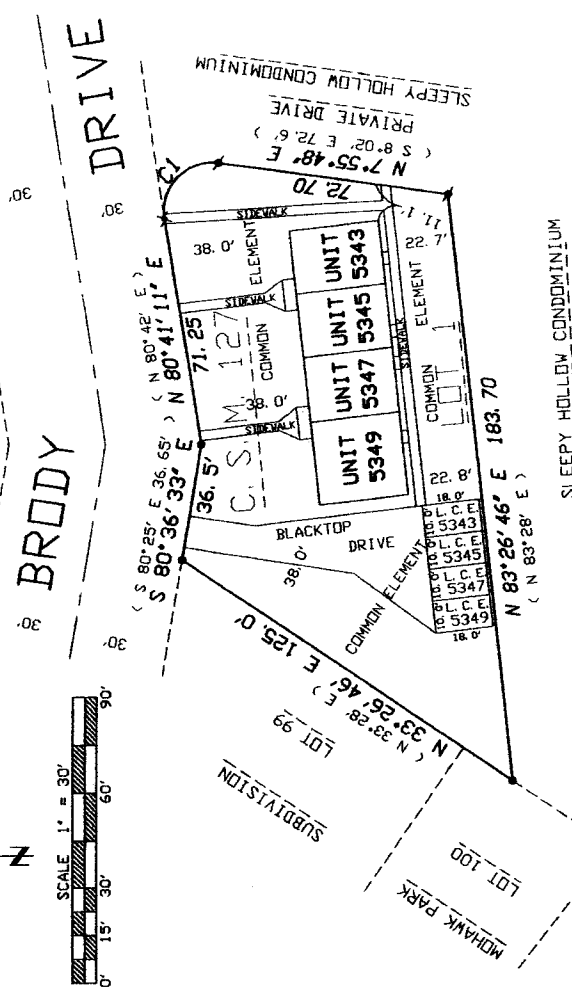 BRODY DRIVE
30'
30'
30'
30'
SLEEPY HOLLOW CONDOMINIUM
PRIVATE DRIVE
( S 8°02' E 72.6' )
N 7°55'48" E
72.70
C1
( N 80°42' E )
N 80°41'11" E
71.25
( S 80°25' E 36.65' )
S 80°36'33" E
36.5'
SIDEWALK
38.0'
ELEMENT
SIDEWALK
COMMON
C.S.M. 127
38.0'
SIDEWALK
UNIT
5343
UNIT
5345
UNIT
5347
UNIT
5349
11.1'
22.7'
ELEMENT
SIDEWALK
COMMON
LOT 1
22.8'
BLACKTOP
DRIVE
38.0'
COMMON ELEMENT
18.0'
L.C.E.
5343
L.C.E.
5345
L.C.E.
5347
L.C.E.
5349
18.0'
N 83°26'46" E 183.70
( N 83°28' E )
SLEEPY HOLLOW CONDOMINIUM
N 33°26'46" E 125.0'
( N 33°28' E )
LOT 99
SUBDIVISION
LOT 100
MOHAWK PARK
N
SCALE 1" = 30'
0' 15' 30' 60' 90'